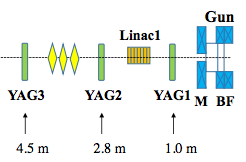 Gun
Linac1
YAG3 YAG2 YAG1 M BF
4.5 m 2.8 m 1.0 m